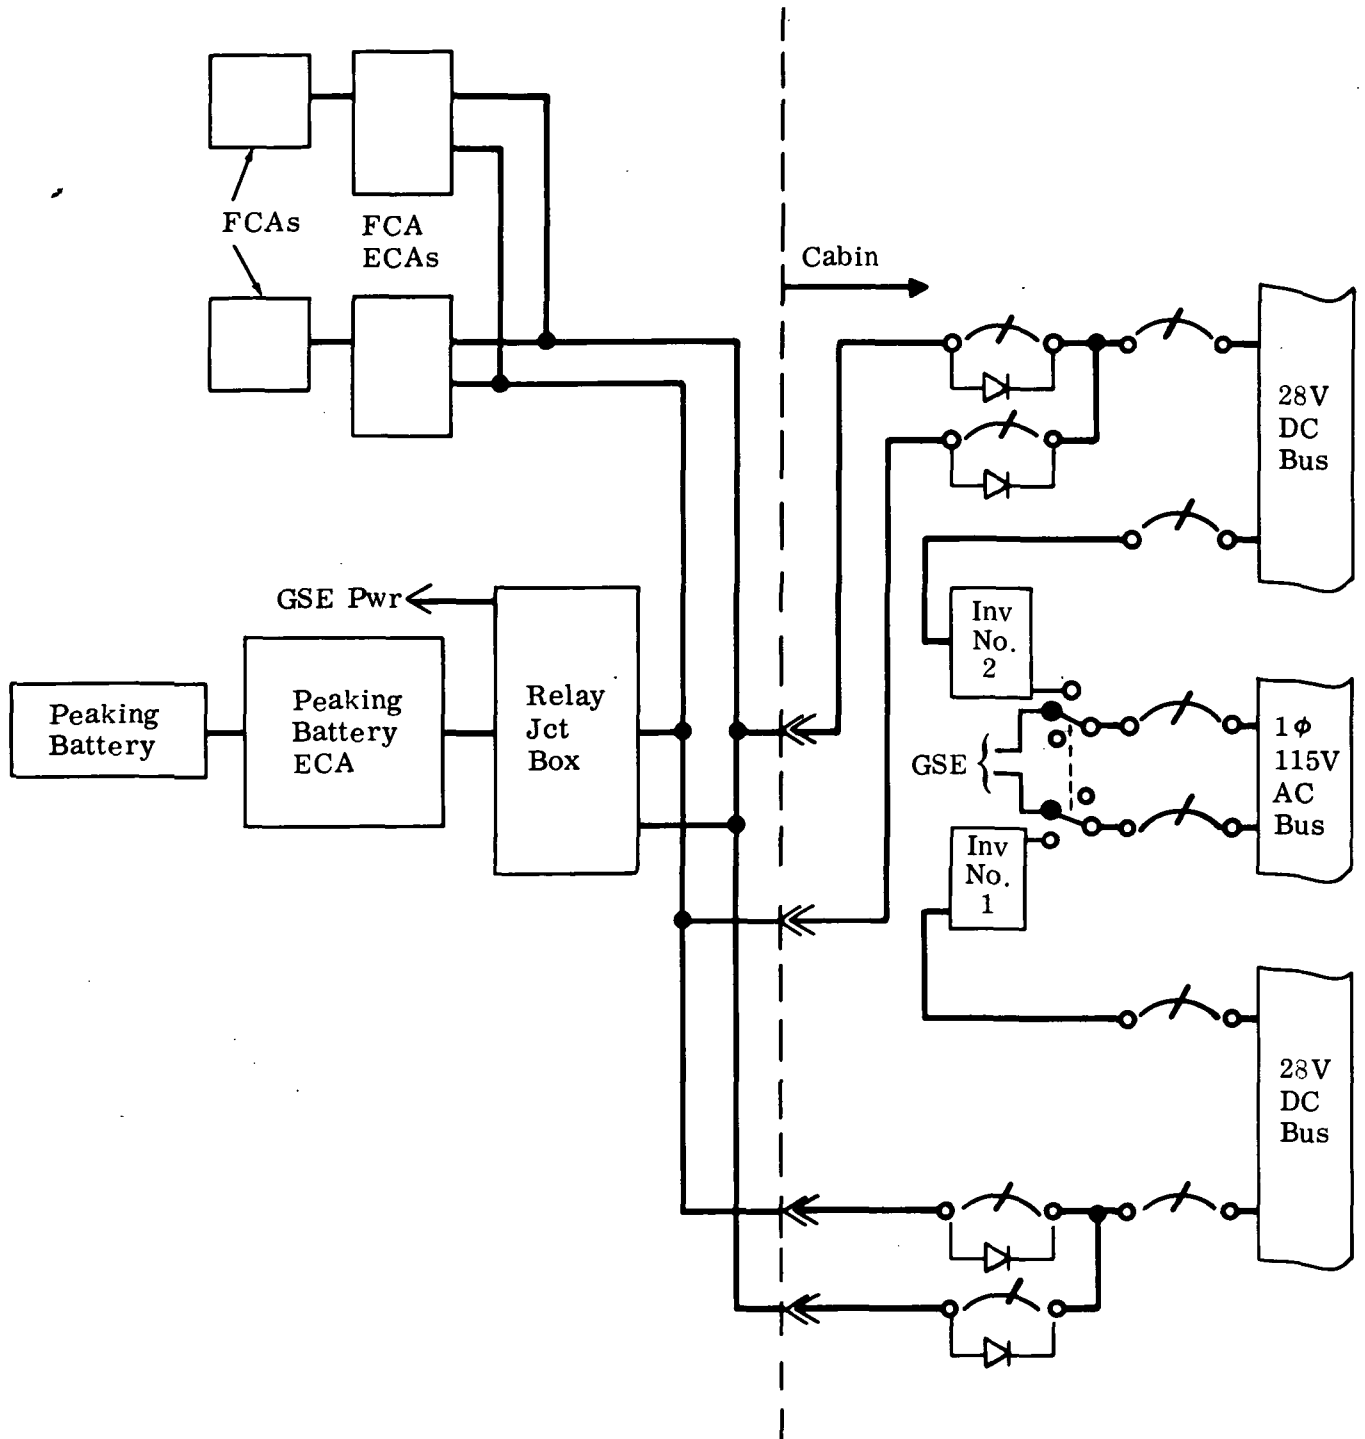 FCAs
FCA
ECAs
Cabin
28V
DC
Bus
GSE Pwr
Inv
No.
2
Peaking
Battery
Peaking
Battery
ECA
Relay
Jct
Box
GSE
1ϕ
115V
AC
Bus
Inv
No.
1
28V
DC
Bus